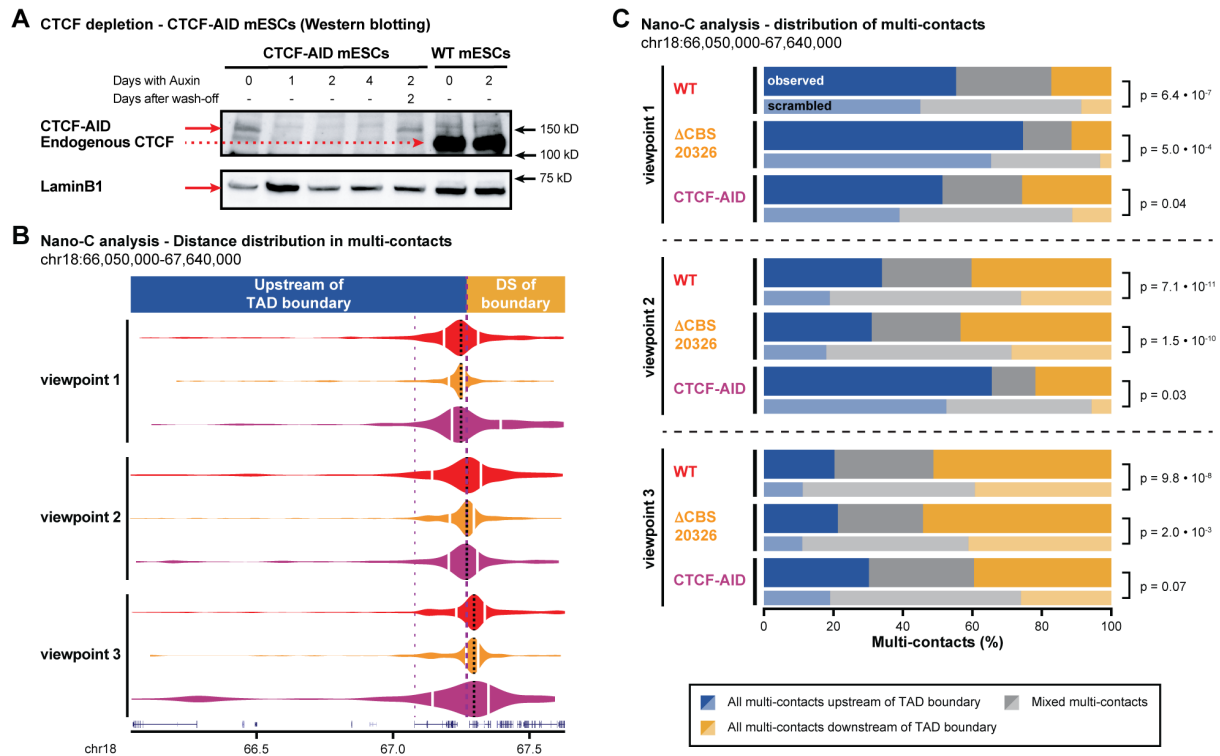 A
CTCF depletion - CTCF-AID mESCs (Western blotting)
CTCF-AID mESCs WT mESCs
Days with Auxin 0 1 2 4 2 0 2
Days after wash-off - - - - 2 - -
CTCF-AID
Endogenous CTCF
150 kD
100 kD
LaminB1
75 kD
B
Nano-C analysis - Distance distribution in multi-contacts
chr18:66,050,000-67,640,000
Upstream of
TAD boundary
DS of
boundary
viewpoint 1
viewpoint 2
viewpoint 3
chr18 66.5 67.0 67.5
C
Nano-C analysis - distribution of multi-contacts
chr18:66,050,000-67,640,000
viewpoint 1
WT
observed
scrambled
p = 6.4 • 10⁻⁷
ΔCBS
20326
p = 5.0 • 10⁻⁴
CTCF-AID
p = 0.04
viewpoint 2
WT
p = 7.1 • 10⁻¹¹
ΔCBS
20326
p = 1.5 • 10⁻¹⁰
CTCF-AID
p = 0.03
viewpoint 3
WT
p = 9.8 • 10⁻⁸
ΔCBS
20326
p = 2.0 • 10⁻³
CTCF-AID
p = 0.07
0 20 40 60 80 100
Multi-contacts (%)
All multi-contacts upstream of TAD boundary
Mixed multi-contacts
All multi-contacts downstream of TAD boundary